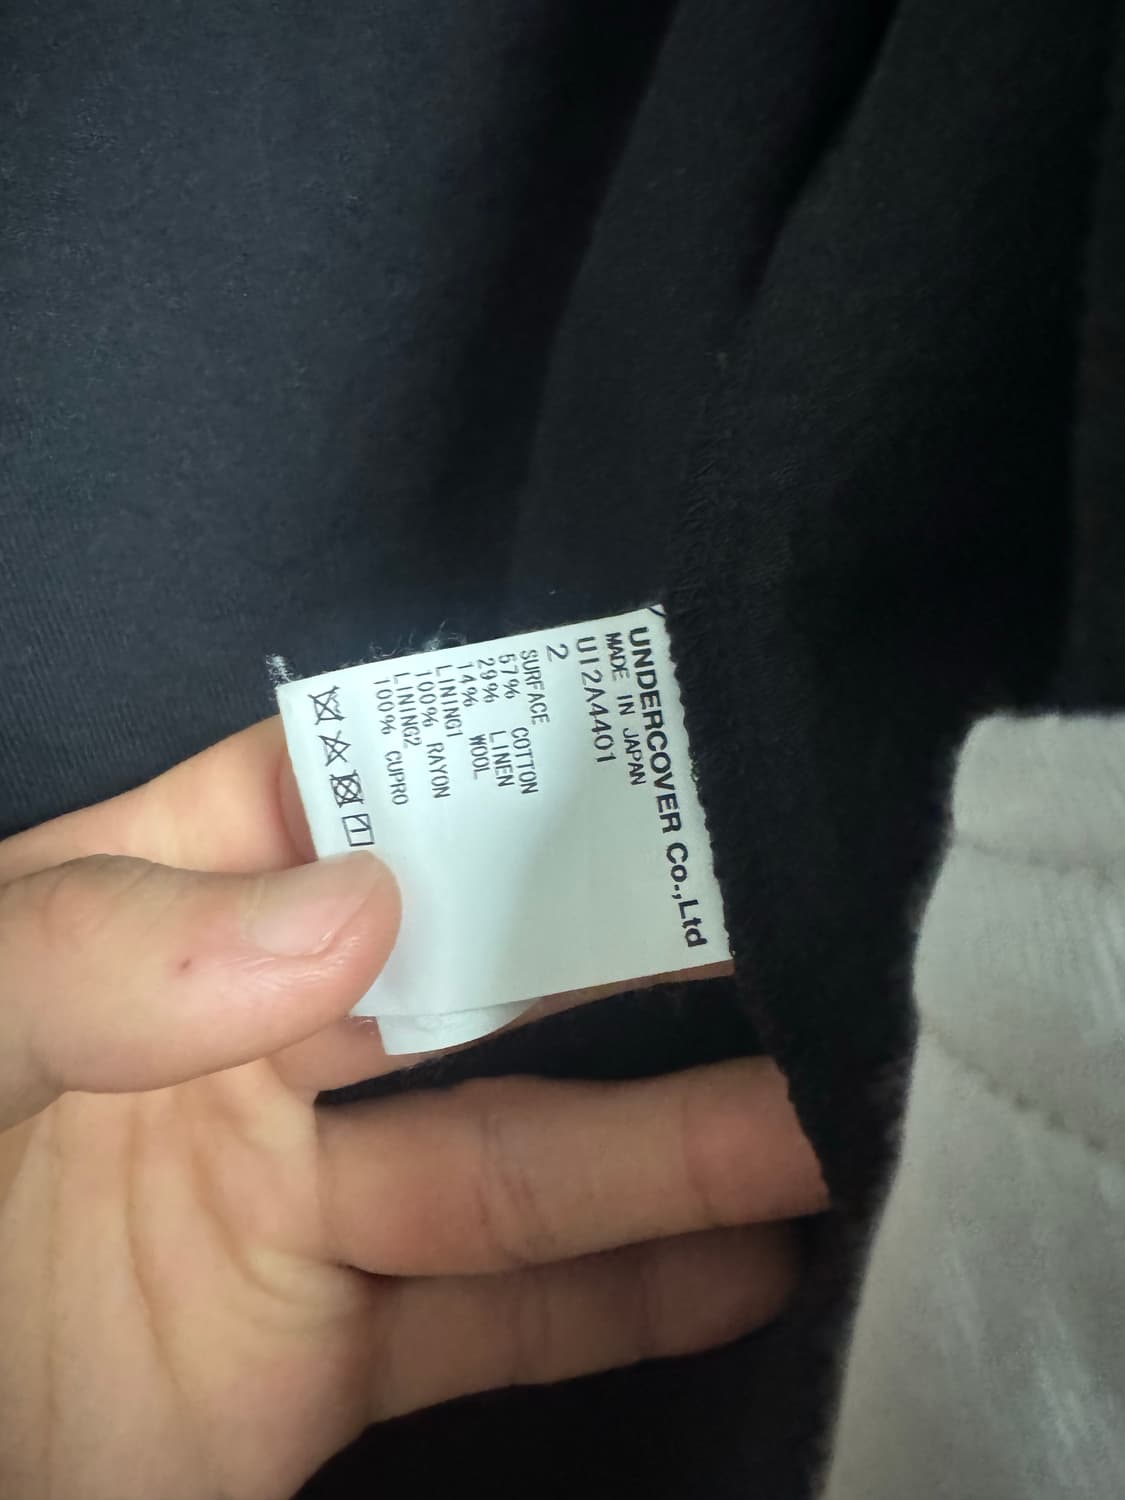 UNDERCOVER Co.,Ltd
MADE IN JAPAN
UI2A4401
2
SURFACE
57% COTTON
29% LINEN
14% WOOL
LINING1
100% RAYON
LINING2
100% CUPRO